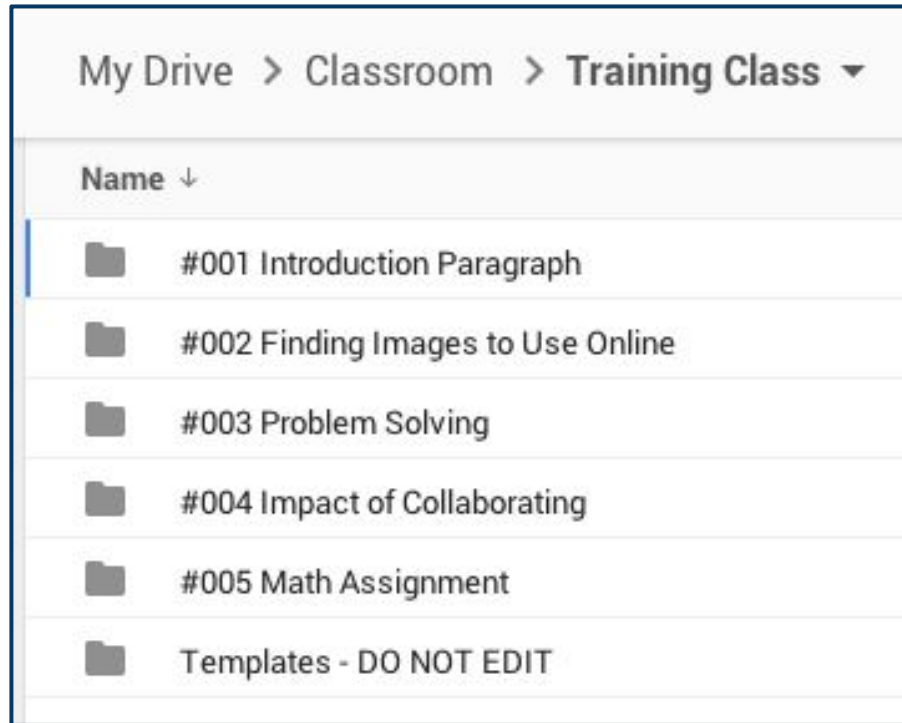 My Drive > Classroom > Training Class
Name ↓
#001 Introduction Paragraph
#002 Finding Images to Use Online
#003 Problem Solving
#004 Impact of Collaborating
#005 Math Assignment
Templates - DO NOT EDIT